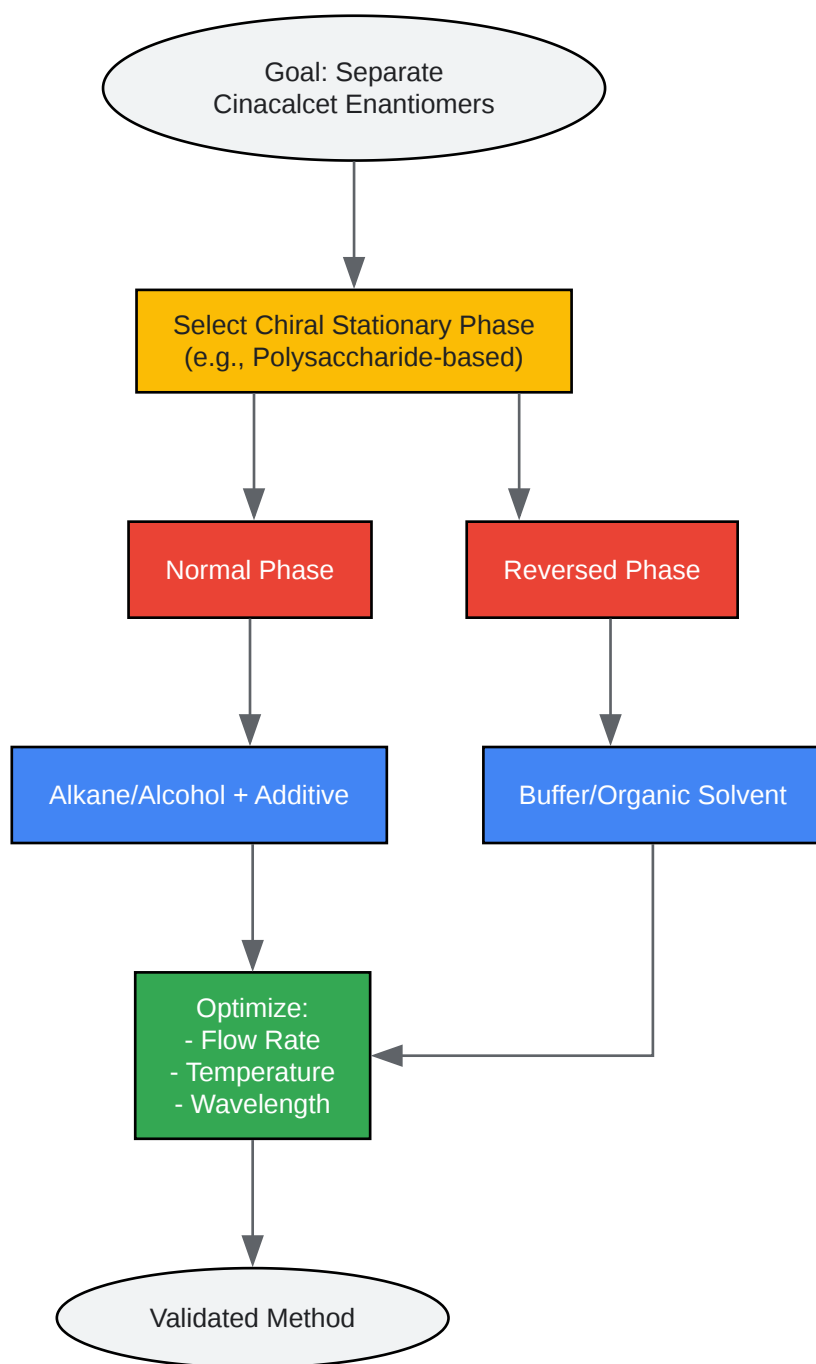 Goal: Separate
Cinacalcet Enantiomers
Select Chiral Stationary Phase
(e.g., Polysaccharide-based)
Normal Phase
Reversed Phase
Alkane/Alcohol + Additive
Buffer/Organic Solvent
Optimize:
- Flow Rate
- Temperature
- Wavelength
Validated Method